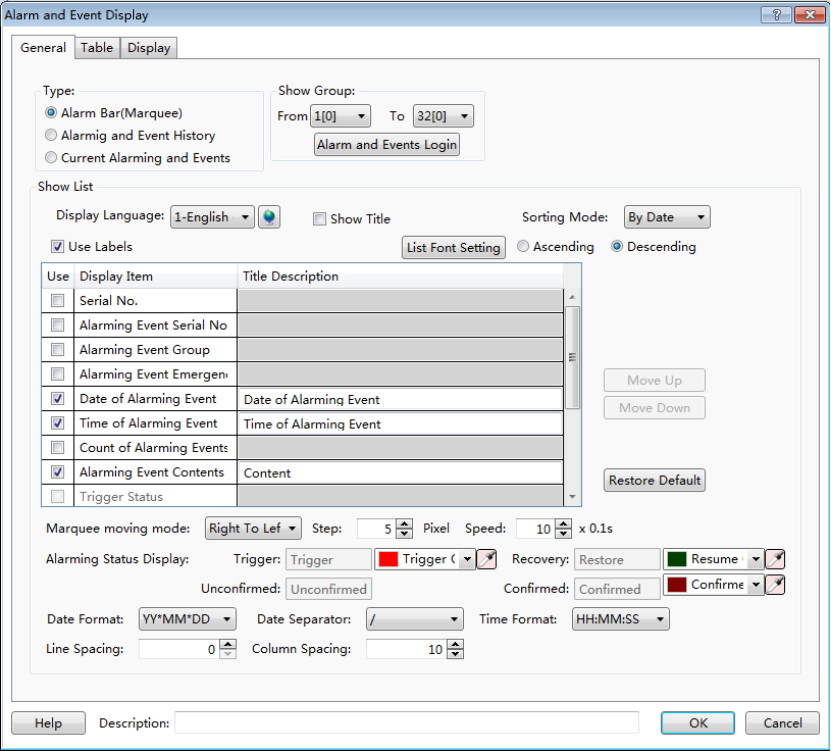 Alarm and Event Display
General Table Display
Type:
Alarm Bar(Marquee)
Alarmig and Event History
Current Alarming and Events
Show Group:
From 1[0] To 32[0]
Alarm and Events Login
Show List
Display Language: 1-English Show Title Sorting Mode: By Date
Use Labels List Font Setting Ascending Descending
Use Display Item Title Description
Serial No.
Alarming Event Serial No
Alarming Event Group
Alarming Event Emergen
Date of Alarming Event Date of Alarming Event
Time of Alarming Event Time of Alarming Event
Count of Alarming Events
Alarming Event Contents Content
Trigger Status
Move Up
Move Down
Restore Default
Marquee moving mode: Right To Lef Step: 5 Pixel Speed: 10 x 0.1s
Alarming Status Display: Trigger: Trigger Trigger C Recovery: Restore Resume
Unconfirmed: Unconfirmed Confirmed: Confirmed Confirme
Date Format: YY*MM*DD Date Separator: / Time Format: HH:MM:SS
Line Spacing: 0 Column Spacing: 10
Help Description: OK Cancel